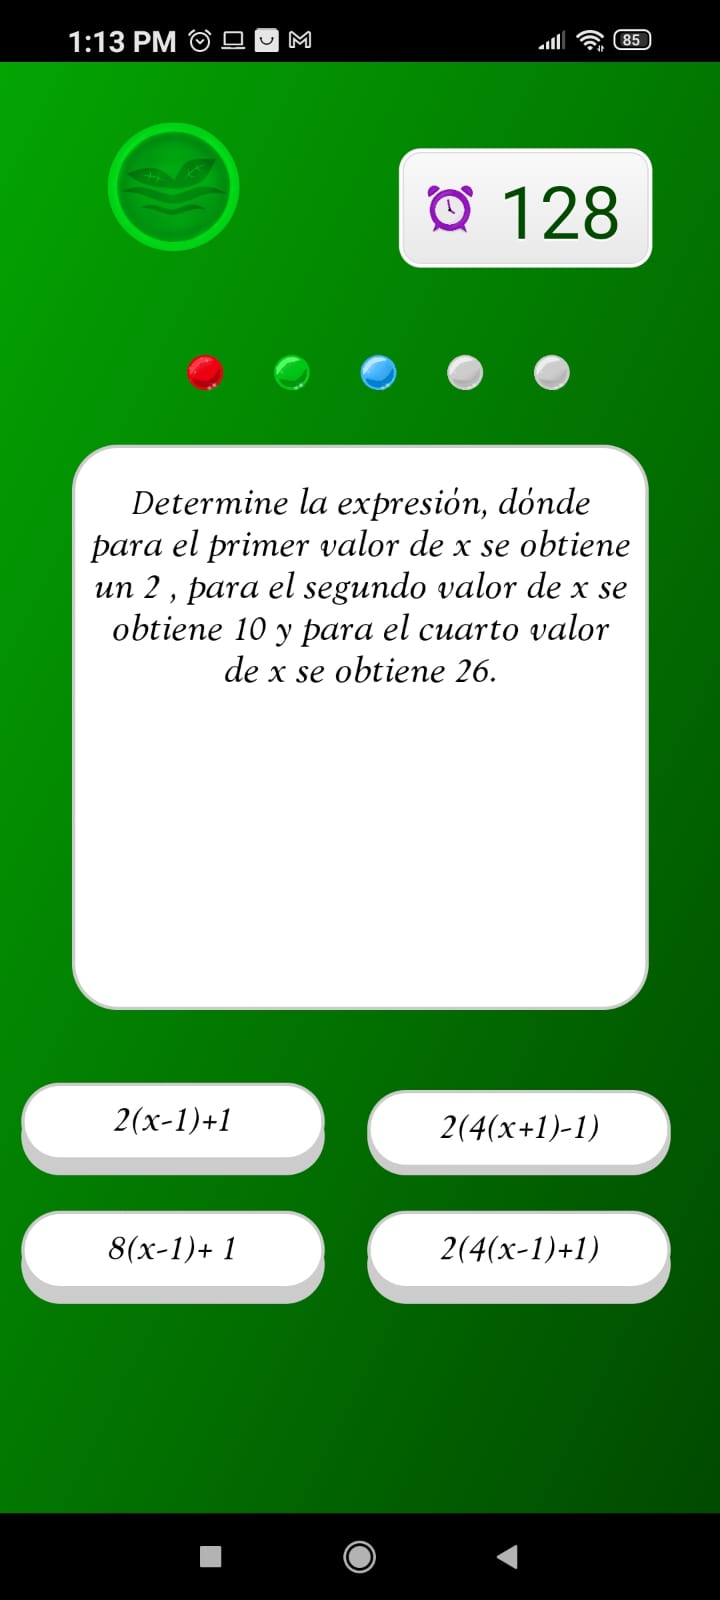 1:13 PM
85
128
Determine la expresión, dónde
para el primer valor de x se obtiene
un 2 , para el segundo valor de x se
obtiene 10 y para el cuarto valor
de x se obtiene 26.
2(x-1)+1
2(4(x+1)-1)
8(x-1)+ 1
2(4(x-1)+1)